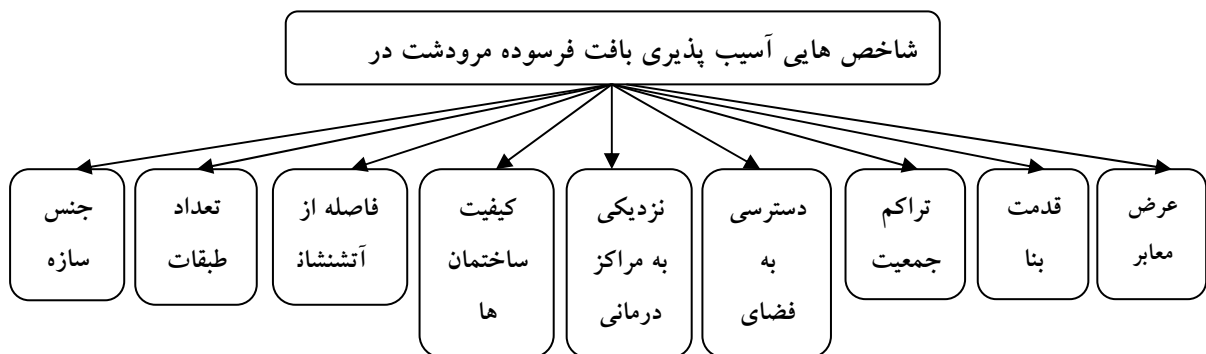 شاخص هایی آسیب پذیری بافت فرسوده مرودشت در
عرض
معابر
قدمت
بنا
تراکم
جمعیت
دسترسی
به
فضای
نزدیکی
به مراکز
درمانی
کیفیت
ساختمان
ها
فاصله از
آتشنشان
تعداد
طبقات
جنس
سازه